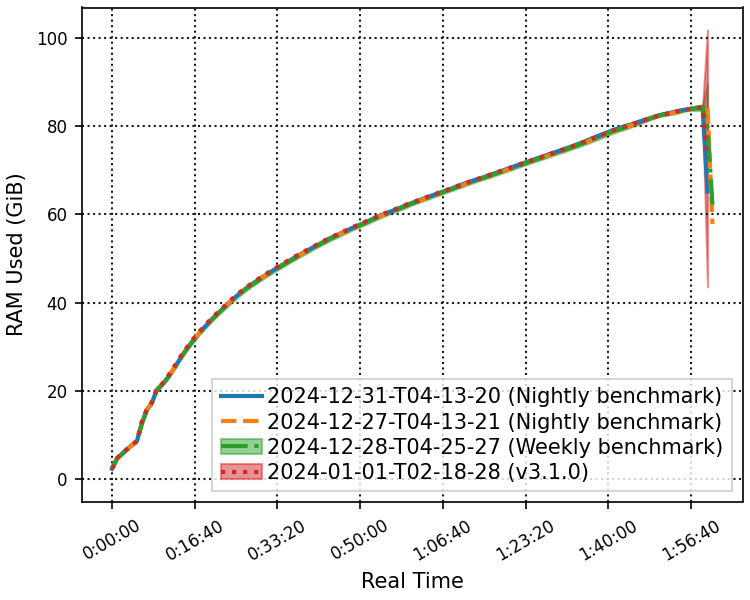 100
80
60
40
20
0
RAM Used (GiB)
2024-12-31-T04-13-20 (Nightly benchmark)
2024-12-27-T04-13-21 (Nightly benchmark)
2024-12-28-T04-25-27 (Weekly benchmark)
2024-01-01-T02-18-28 (v3.1.0)
0:00:00
0:16:40
0:33:20
0:50:00
1:06:40
1:23:20
1:40:00
1:56:40
Real Time